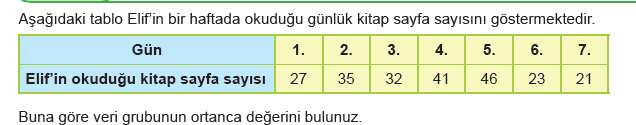 Aşağıdaki tablo Elif’in bir haftada okuduğu günlük kitap sayfa sayısını göstermektedir.
Gün 1. 2. 3. 4. 5. 6. 7.
Elif’in okuduğu kitap sayfa sayısı 27 35 32 41 46 23 21
Buna göre veri grubunun ortanca değerini bulunuz.